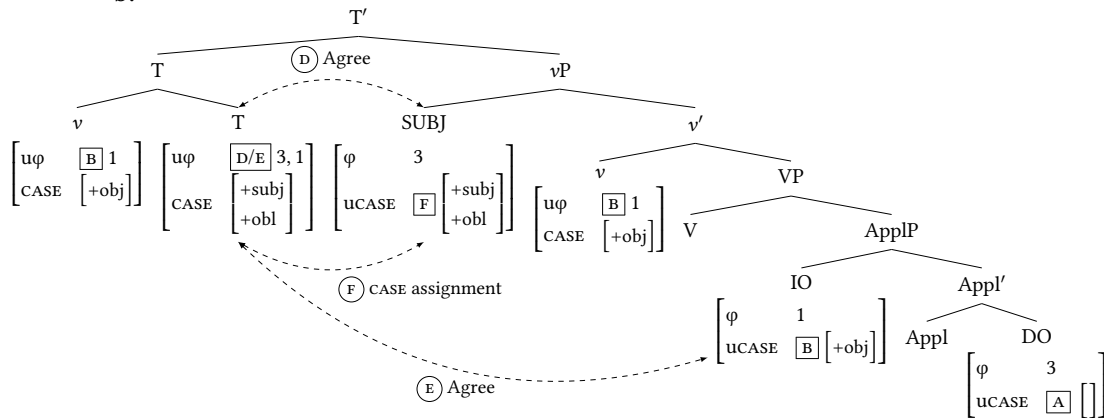 T′
D Agree
T vP
v T SUBJ v′
[uφ B 1] [uφ D/E 3, 1] [φ 3] v VP
[CASE [+obj]] [CASE [+subj +obl]] [uCASE F [+subj +obl]] [uφ B 1] V ApplP
[CASE [+obj]]
F CASE assignment IO Appl′
[φ 1] Appl DO
[uCASE B [+obj]]
E Agree [φ 3]
[uCASE A []]